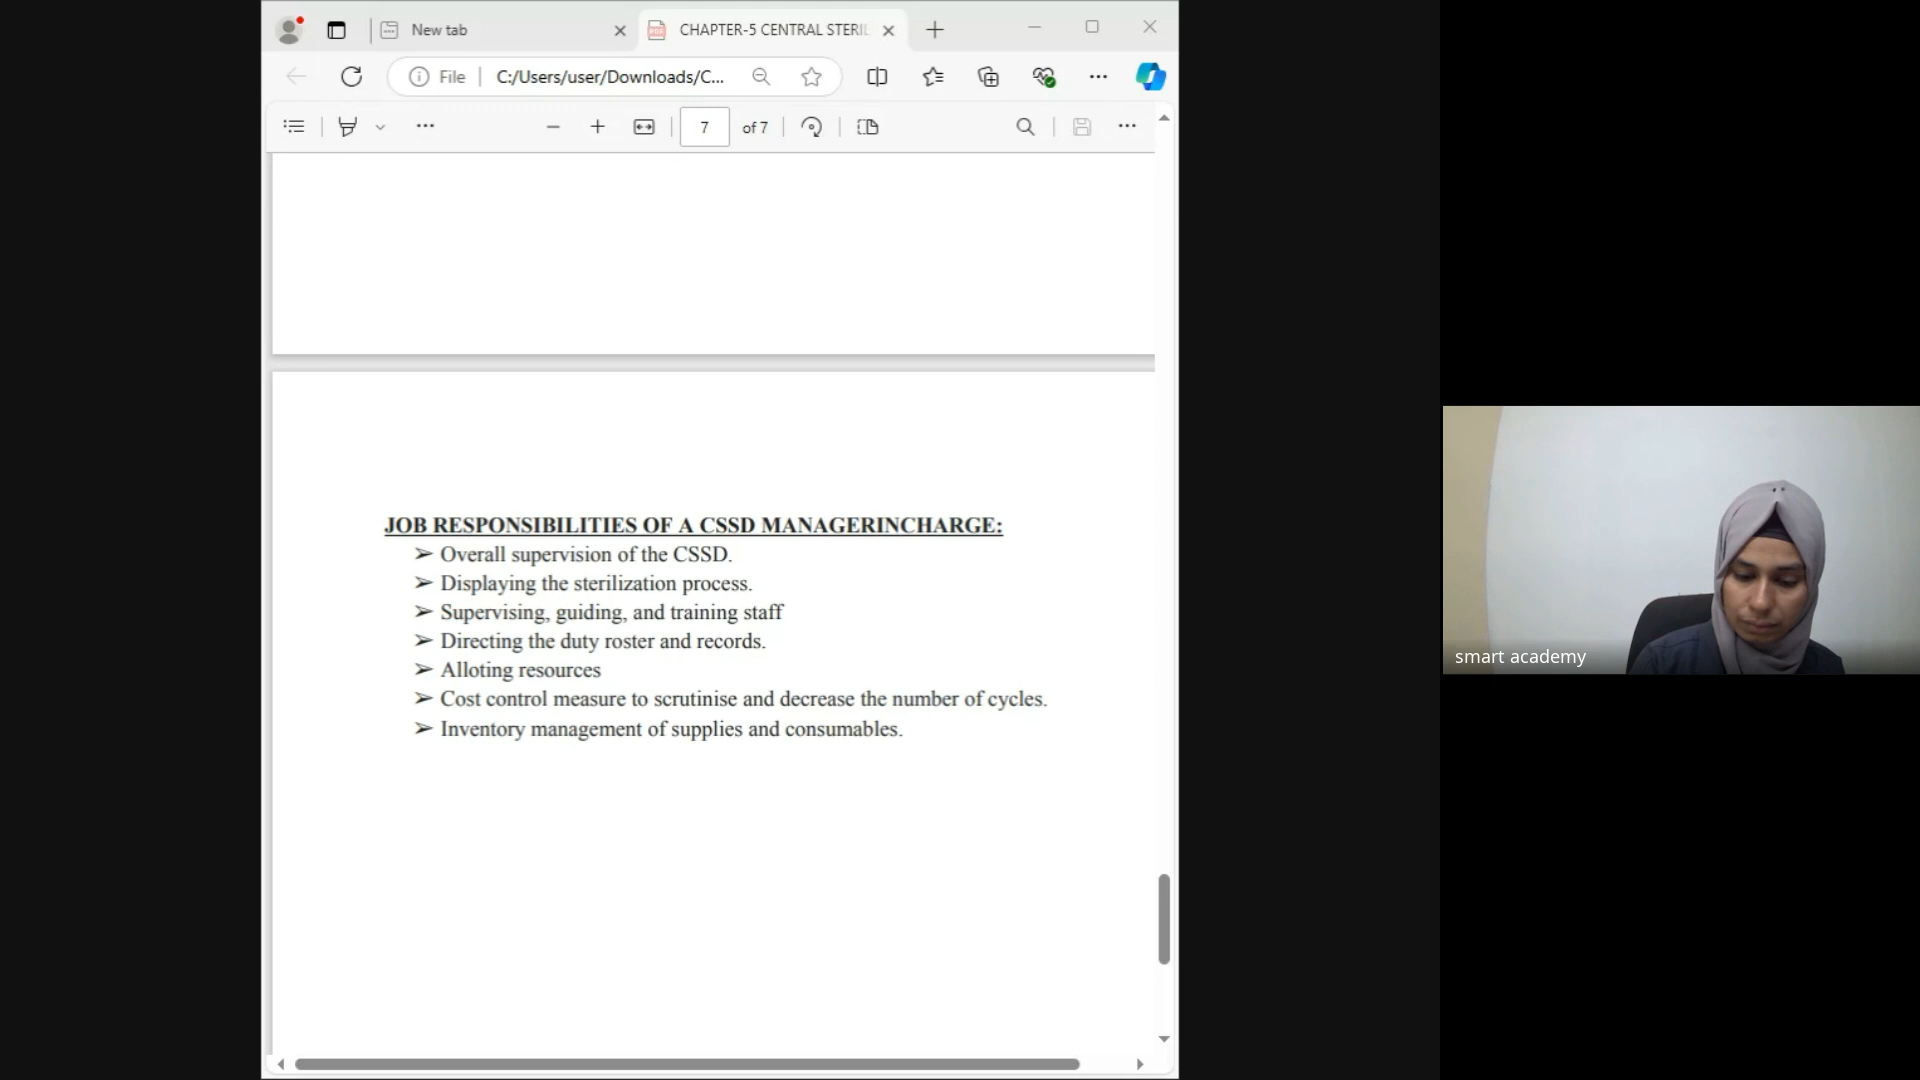 New tab
CHAPTER-5 CENTRAL STERIL
File
C:/Users/user/Downloads/C...
7
of 7
JOB RESPONSIBILITIES OF A CSSD MANAGERINCHARGE:
➢ Overall supervision of the CSSD.
➢ Displaying the sterilization process.
➢ Supervising, guiding, and training staff
➢ Directing the duty roster and records.
➢ Alloting resources
➢ Cost control measure to scrutinise and decrease the number of cycles.
➢ Inventory management of supplies and consumables.
smart academy